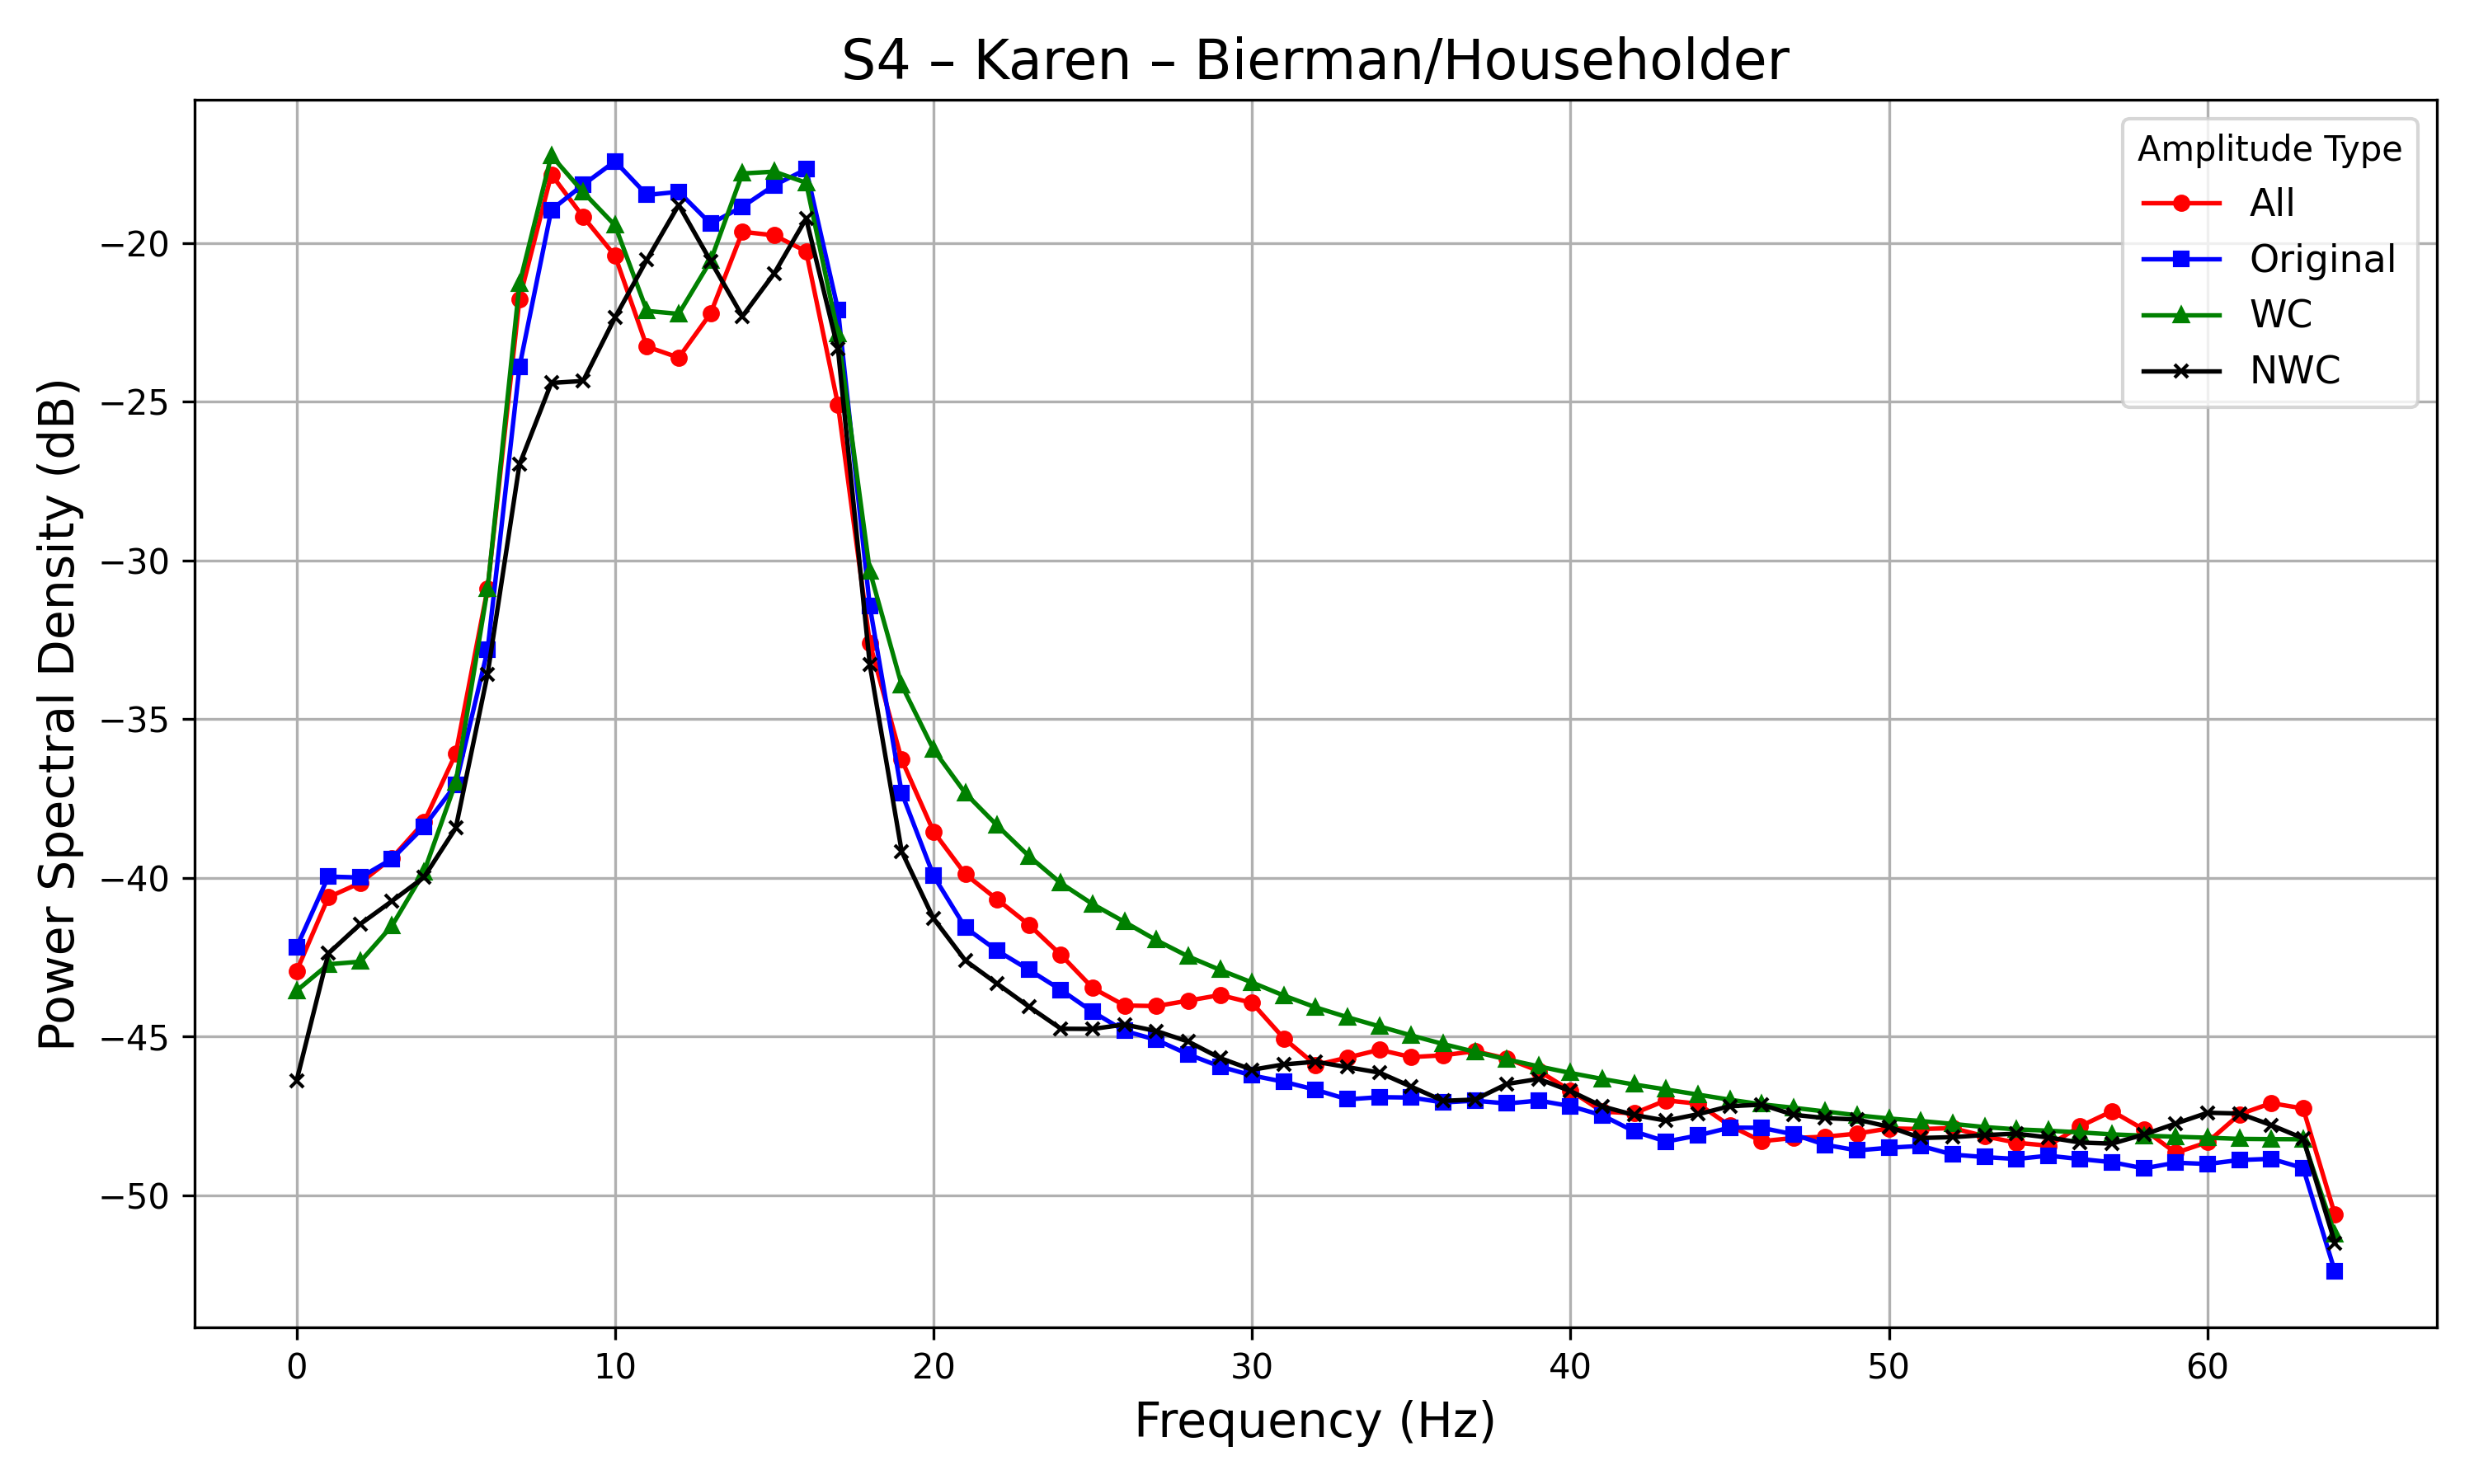 S4 – Karen – Bierman/Householder
Power Spectral Density (dB)
−20
−25
−30
−35
−40
−45
−50
Amplitude Type
All
Original
WC
NWC
0 10 20 30 40 50 60
Frequency (Hz)